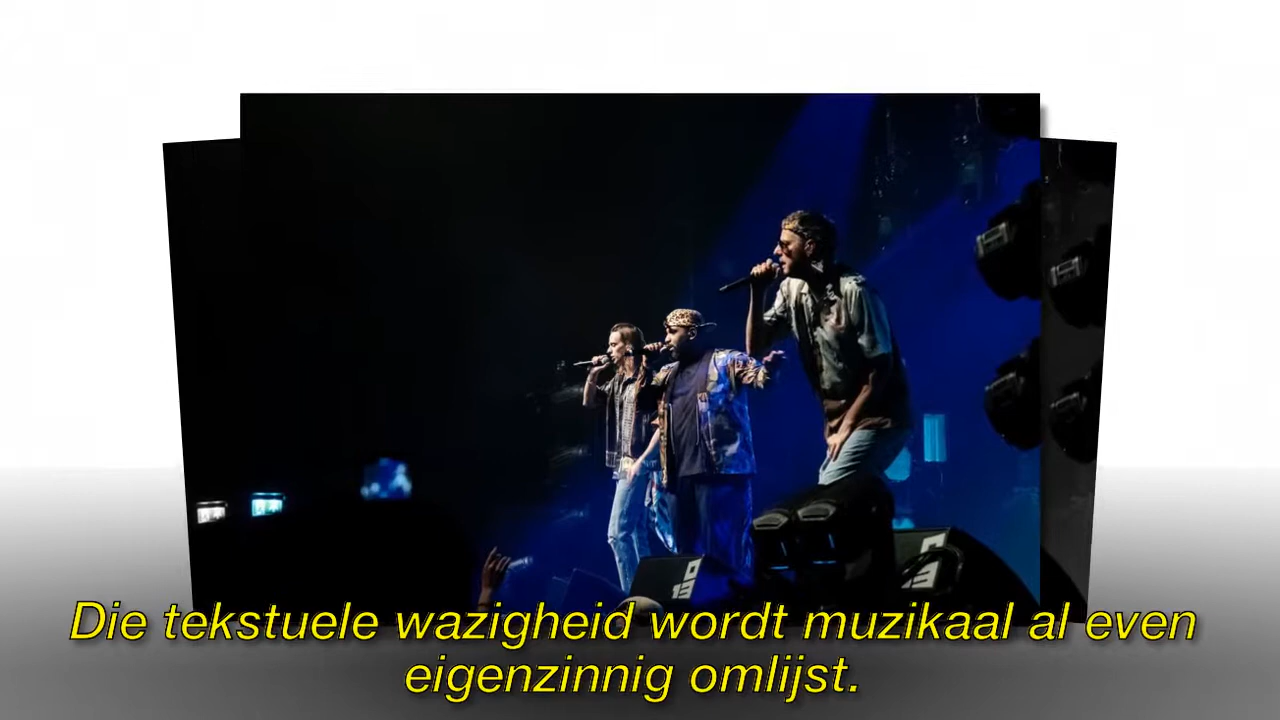 Die tekstuele wazigheid wordt muzikaal al even
eigenzinnig omlijst.